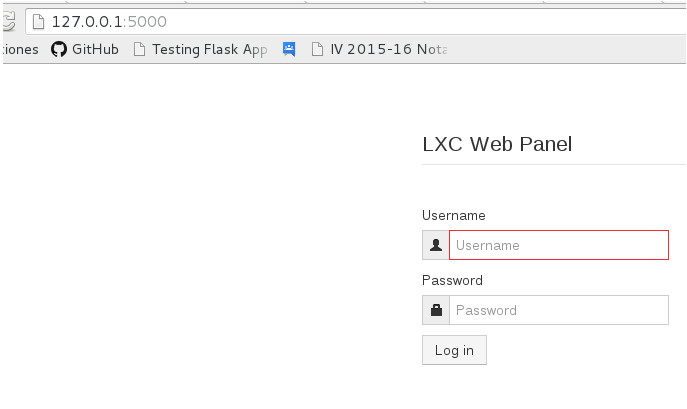 127.0.0.1:5000
iones GitHub Testing Flask App IV 2015-16 Nota
LXC Web Panel
Username
Username
Password
Password
Log in